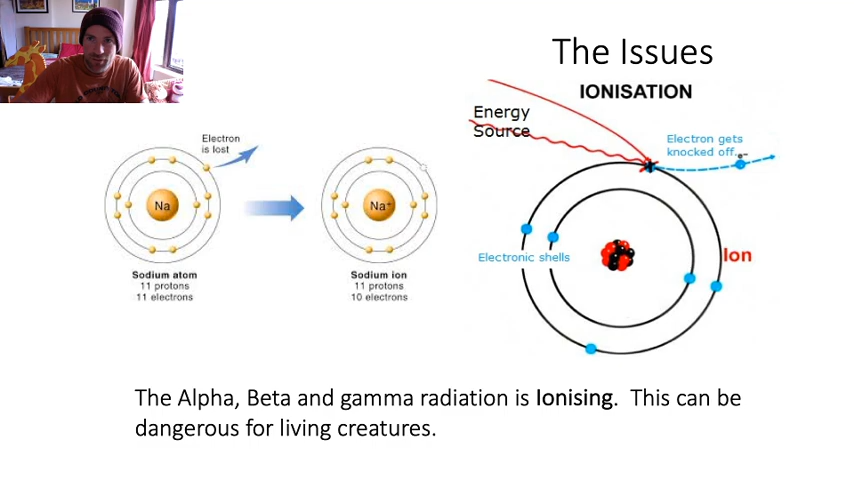 The Issues
IONISATION
Energy
Source
Electron gets
knocked off.
e-
Electronic shells
Ion
Electron
is lost
Na
Na+
Sodium atom
11 protons
11 electrons
Sodium ion
11 protons
10 electrons
The Alpha, Beta and gamma radiation is Ionising. This can be
dangerous for living creatures.